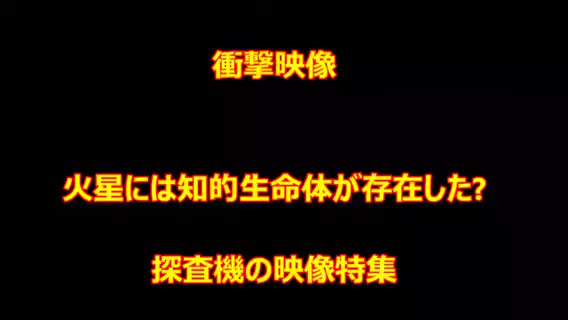 衝撃映像
火星には知的生命体が存在した?
探査機の映像特集